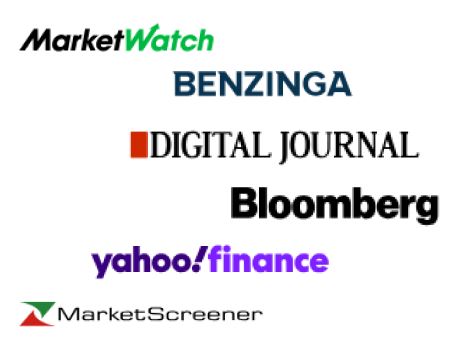 MarketWatch
BENZINGA
DIGITAL JOURNAL
Bloomberg
yahoo!finance
MarketScreener